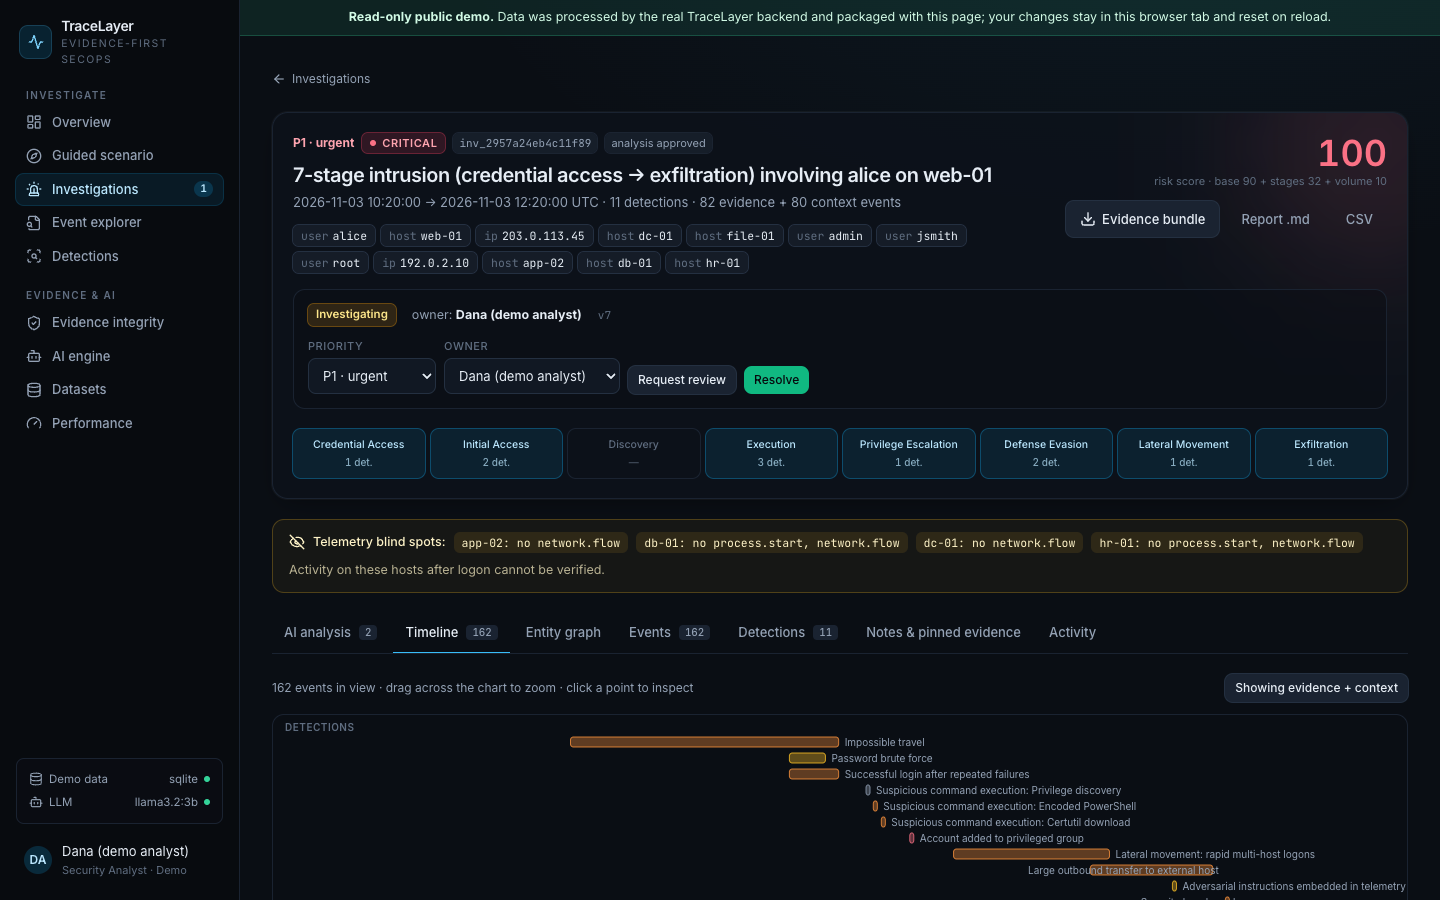 TraceLayer
EVIDENCE-FIRST
SECOPS
INVESTIGATE
Overview
Guided scenario
Investigations 1
Event explorer
Detections
EVIDENCE & AI
Evidence integrity
AI engine
Datasets
Performance
Demo data sqlite
LLM llama3.2:3b
DA
Dana (demo analyst)
Security Analyst · Demo
Read-only public demo. Data was processed by the real TraceLayer backend and packaged with this page; your changes stay in this browser tab and reset on reload.
← Investigations
P1 · urgent CRITICAL inv_2957a24eb4c11f89 analysis approved
100
7-stage intrusion (credential access → exfiltration) involving alice on web-01
risk score · base 90 + stages 32 + volume 10
2026-11-03 10:20:00 → 2026-11-03 12:20:00 UTC · 11 detections · 82 evidence + 80 context events
Evidence bundle Report .md CSV
user alice host web-01 ip 203.0.113.45 host dc-01 host file-01 user admin user jsmith
user root ip 192.0.2.10 host app-02 host db-01 host hr-01
Investigating owner: Dana (demo analyst) v7
PRIORITY OWNER
P1 · urgent Dana (demo analyst) Request review Resolve
Credential Access Initial Access Discovery Execution Privilege Escalation Defense Evasion Lateral Movement Exfiltration
1 det. 2 det. — 3 det. 1 det. 2 det. 1 det. 1 det.
Telemetry blind spots: app-02: no network.flow db-01: no process.start, network.flow dc-01: no network.flow hr-01: no process.start, network.flow
Activity on these hosts after logon cannot be verified.
AI analysis 2 Timeline 162 Entity graph Events 162 Detections 11 Notes & pinned evidence Activity
162 events in view · drag across the chart to zoom · click a point to inspect
Showing evidence + context
DETECTIONS
Impossible travel
Password brute force
Successful login after repeated failures
Suspicious command execution: Privilege discovery
Suspicious command execution: Encoded PowerShell
Suspicious command execution: Certutil download
Account added to privileged group
Lateral movement: rapid multi-host logons
Large outbound transfer to external host
Adversarial instructions embedded in telemetry